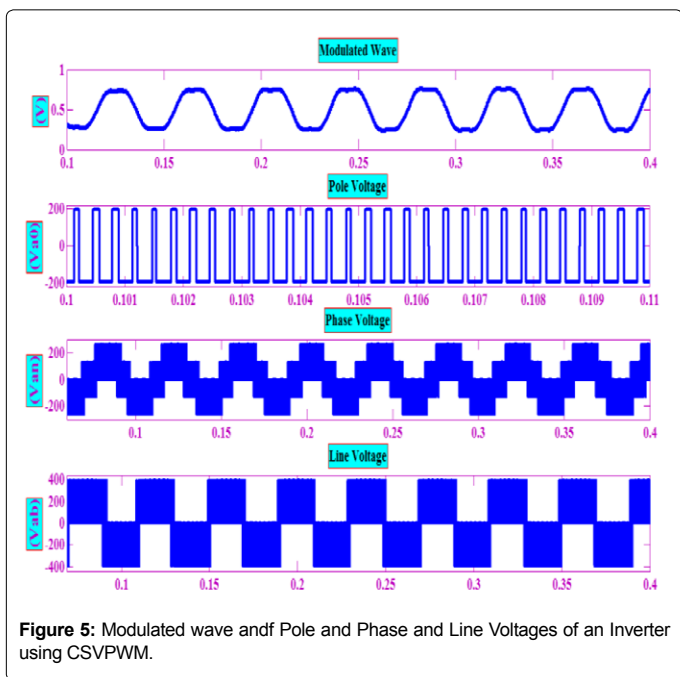 Modulated Wave
1
0.5
0
(V)
0.1 0.15 0.2 0.25 0.3 0.35 0.4
Pole Voltage
200
0
-200
(Va0)
0.1 0.101 0.102 0.103 0.104 0.105 0.106 0.107 0.108 0.109 0.11
Phase Voltage
200
0
-200
(Van)
0.1 0.15 0.2 0.25 0.3 0.35 0.4
Line Voltage
400
200
0
-200
-400
(Vab)
0.1 0.15 0.2 0.25 0.3 0.35 0.4
Figure 5: Modulated wave andf Pole and Phase and Line Voltages of an Inverter
using CSVPWM.